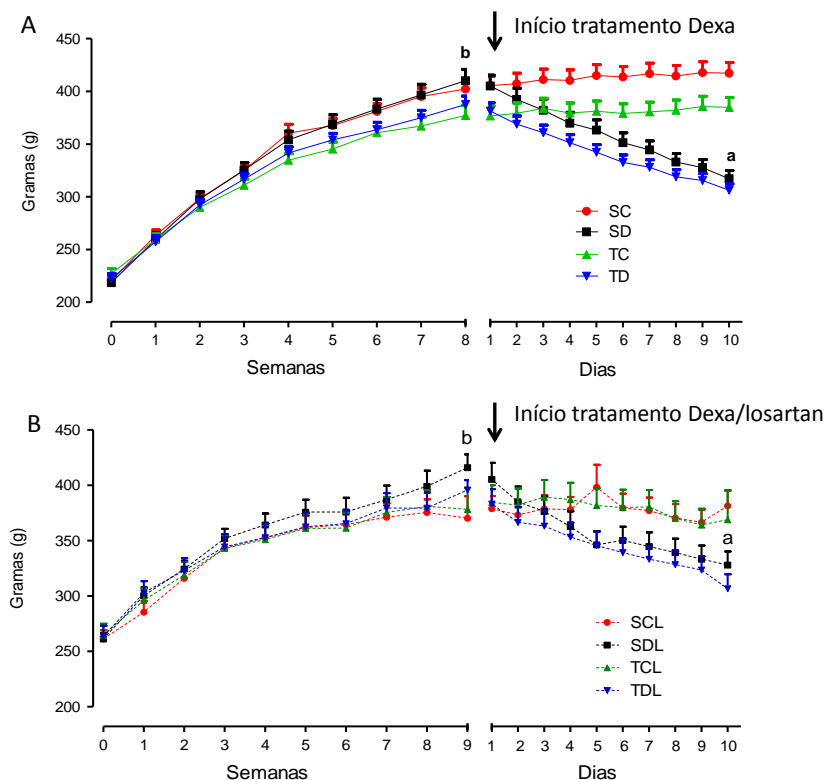 A
Início tratamento Dexa
450
400
350
300
250
200
Gramas (g)
b
a
SC
SD
TC
TD
0 1 2 3 4 5 6 7 8
1 2 3 4 5 6 7 8 9 10
Semanas
Dias
B
Início tratamento Dexa/losartan
450
400
350
300
250
200
Gramas (g)
b
a
SCL
SDL
TCL
TDL
0 1 2 3 4 5 6 7 8 9
1 2 3 4 5 6 7 8 9 10
Semanas
Dias